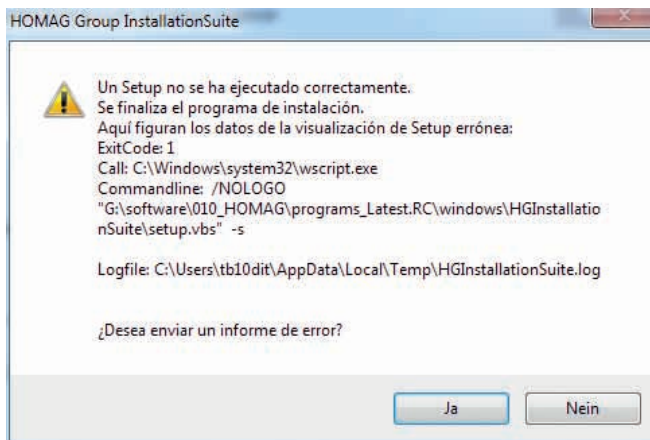 HOMAG Group InstallationSuite
Un Setup no se ha ejecutado correctamente.
Se finaliza el programa de instalación.
Aquí figuran los datos de la visualización de Setup errónea:
ExitCode: 1
Call: C:\Windows\system32\wscript.exe
Commandline: /NOLOGO
"G:\software\010_HOMAG\programs_Latest.RC\windows\HGInstallatio
nSuite\setup.vbs" -s
Logfile: C:\Users\tb10dit\AppData\Local\Temp\HGInstallationSuite.log
¿Desea enviar un informe de error?
Ja
Nein